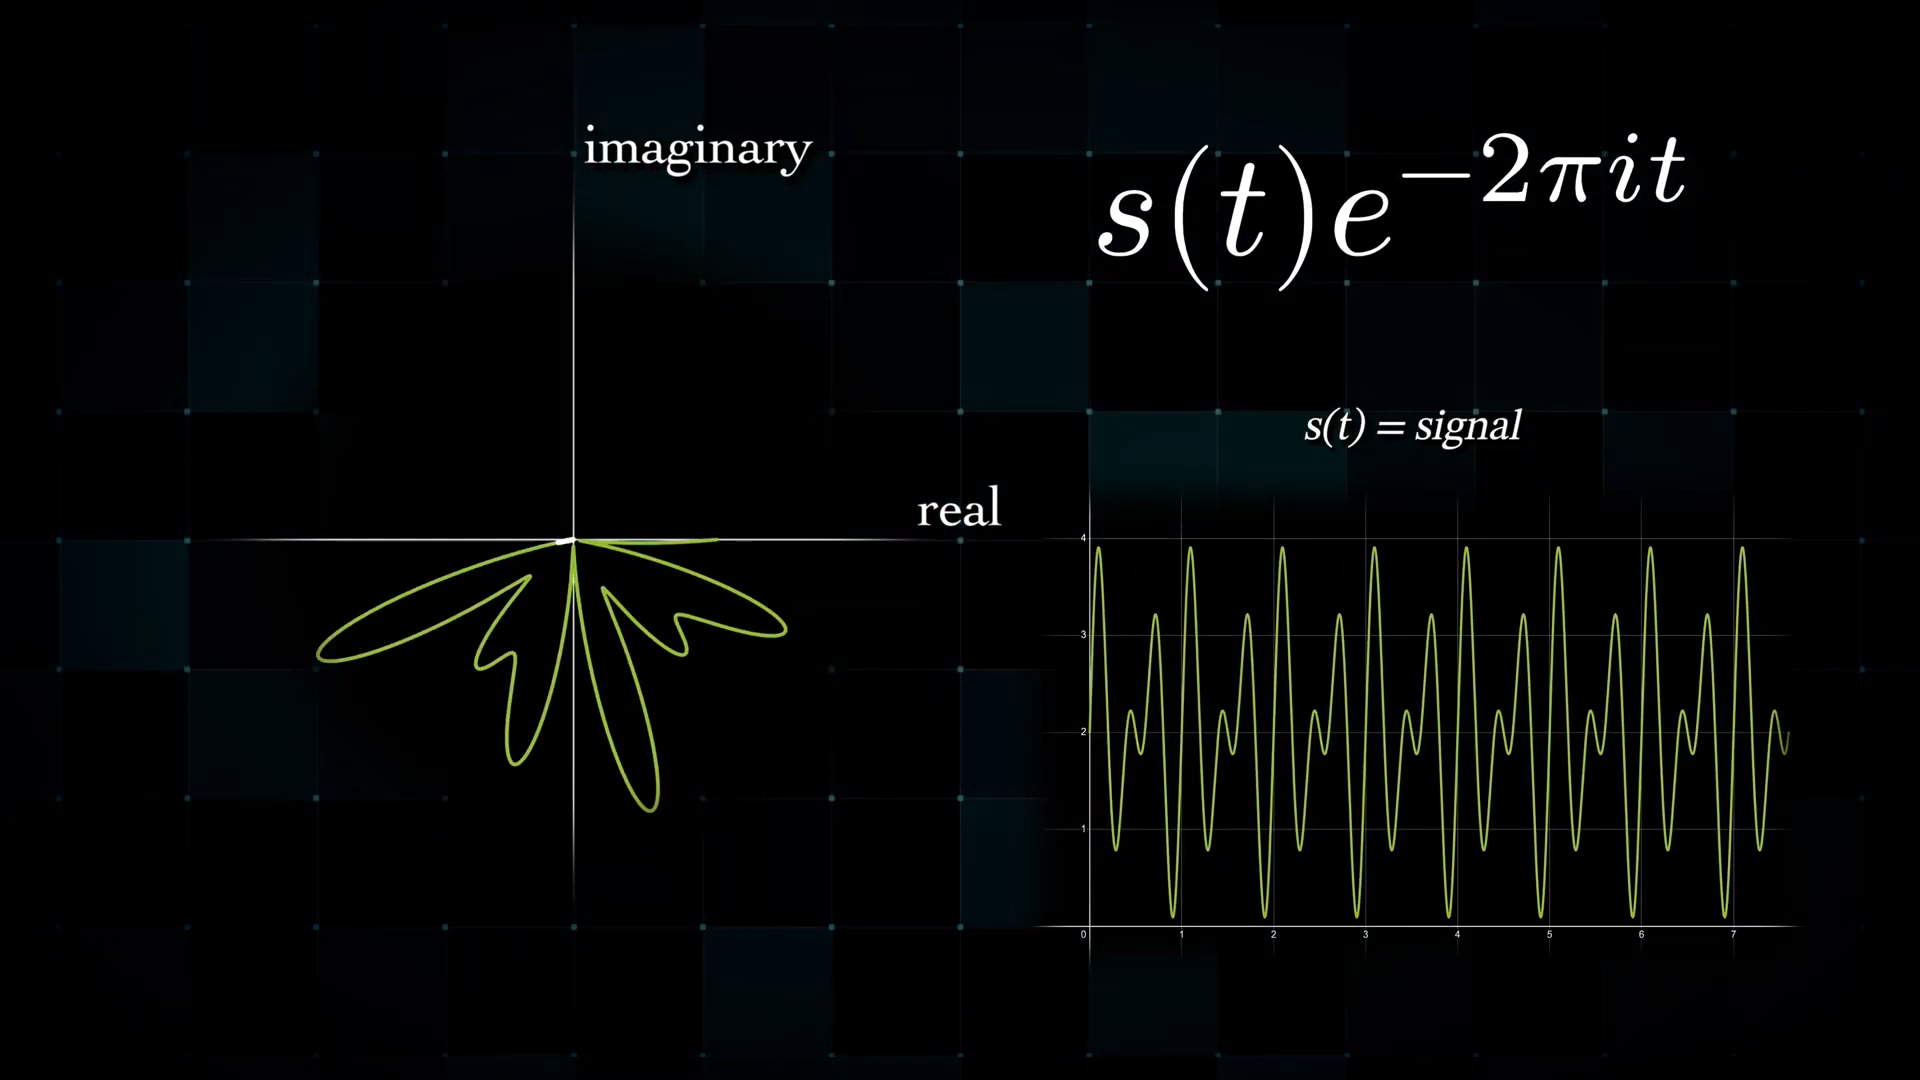 imaginary
s(t)e^{-2πit}
s(t) = signal
real
4
3
2
1
0 1 2 3 4 5 6 7